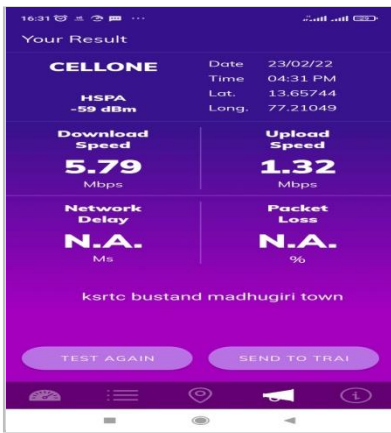 16:31
Your Result
CELLONE
HSPA
-59 dBm
Date 23/02/22
Time 04:31 PM
Lat. 13.65744
Long. 77.21049
Download Speed
5.79
Mbps
Upload Speed
1.32
Mbps
Network Delay
N.A.
Ms
Packet Loss
N.A.
%
ksrtc bustand madhugiri town
TEST AGAIN
SEND TO TRAI